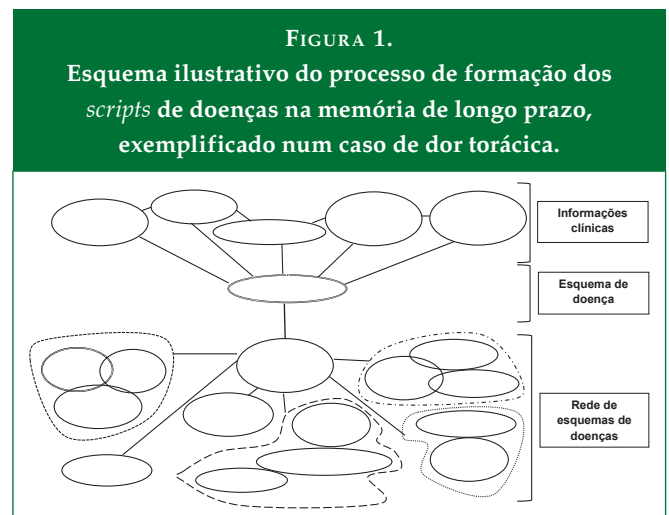 FIGURA 1.
Esquema ilustrativo do processo de formação dos
scripts de doenças na memória de longo prazo,
exemplificado num caso de dor torácica.
Informações
clínicas
Esquema de
doença
Rede de
esquemas de
doenças